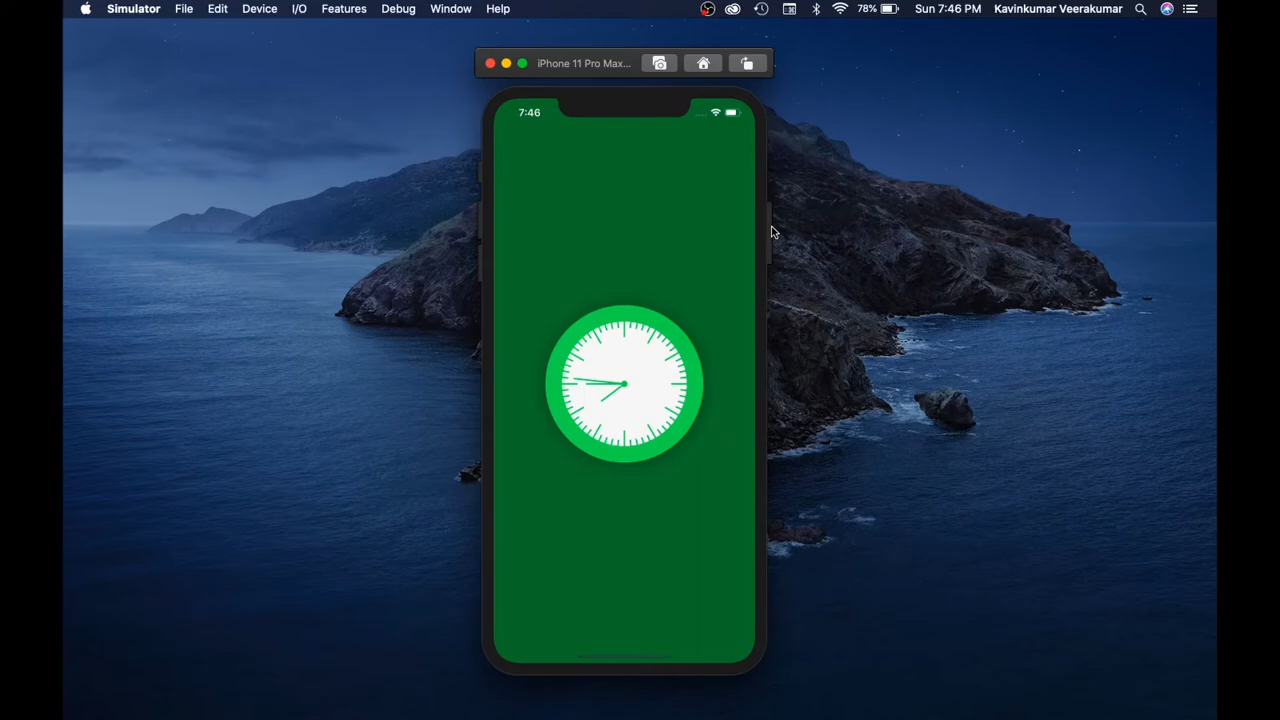 Simulator File Edit Device I/O Features Debug Window Help 78% Sun 7:46 PM Kavinkumar Veerakumar
iPhone 11 Pro Max...
7:46